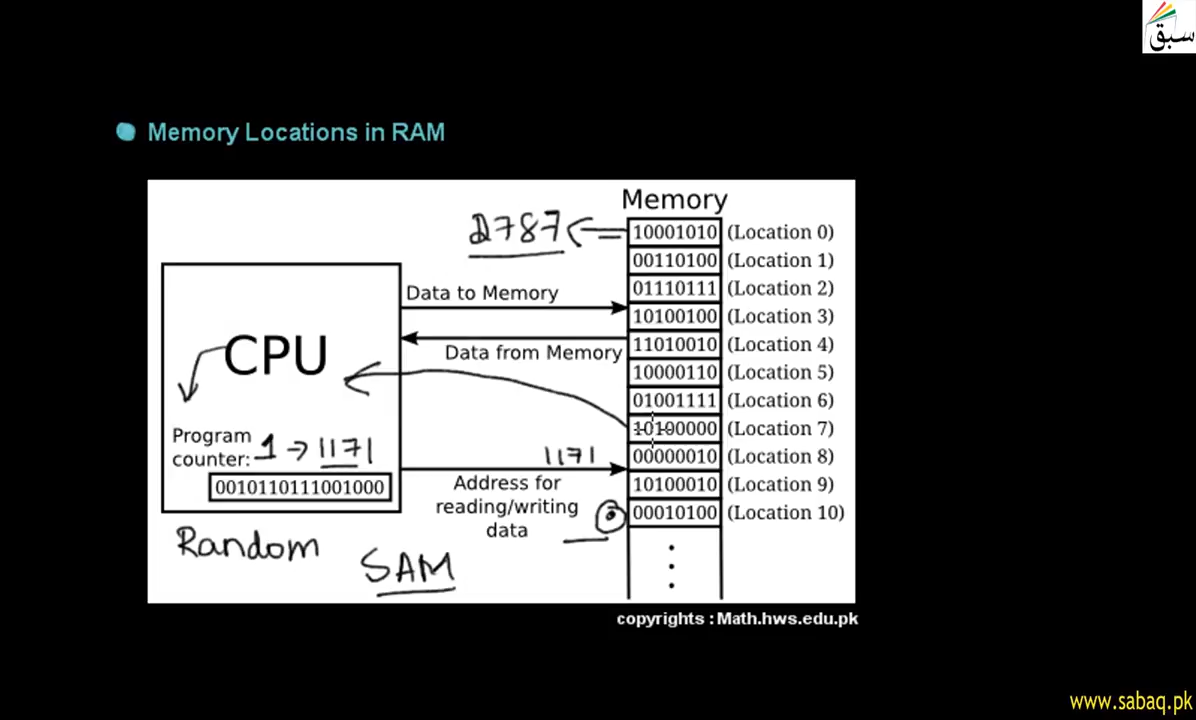 سبق
Memory Locations in RAM
Memory
2787
10001010 (Location 0)
00110100 (Location 1)
Data to Memory
01110111 (Location 2)
10100100 (Location 3)
CPU
Data from Memory
11010010 (Location 4)
10000110 (Location 5)
01001111 (Location 6)
10100000 (Location 7)
Program
counter: 1 → 1171
0010110111001000
1171
00000010 (Location 8)
Address for
reading/writing
data
10100010 (Location 9)
00010100 (Location 10)
Random
SAM
copyrights : Math.hws.edu.pk
www.sabaq.pk